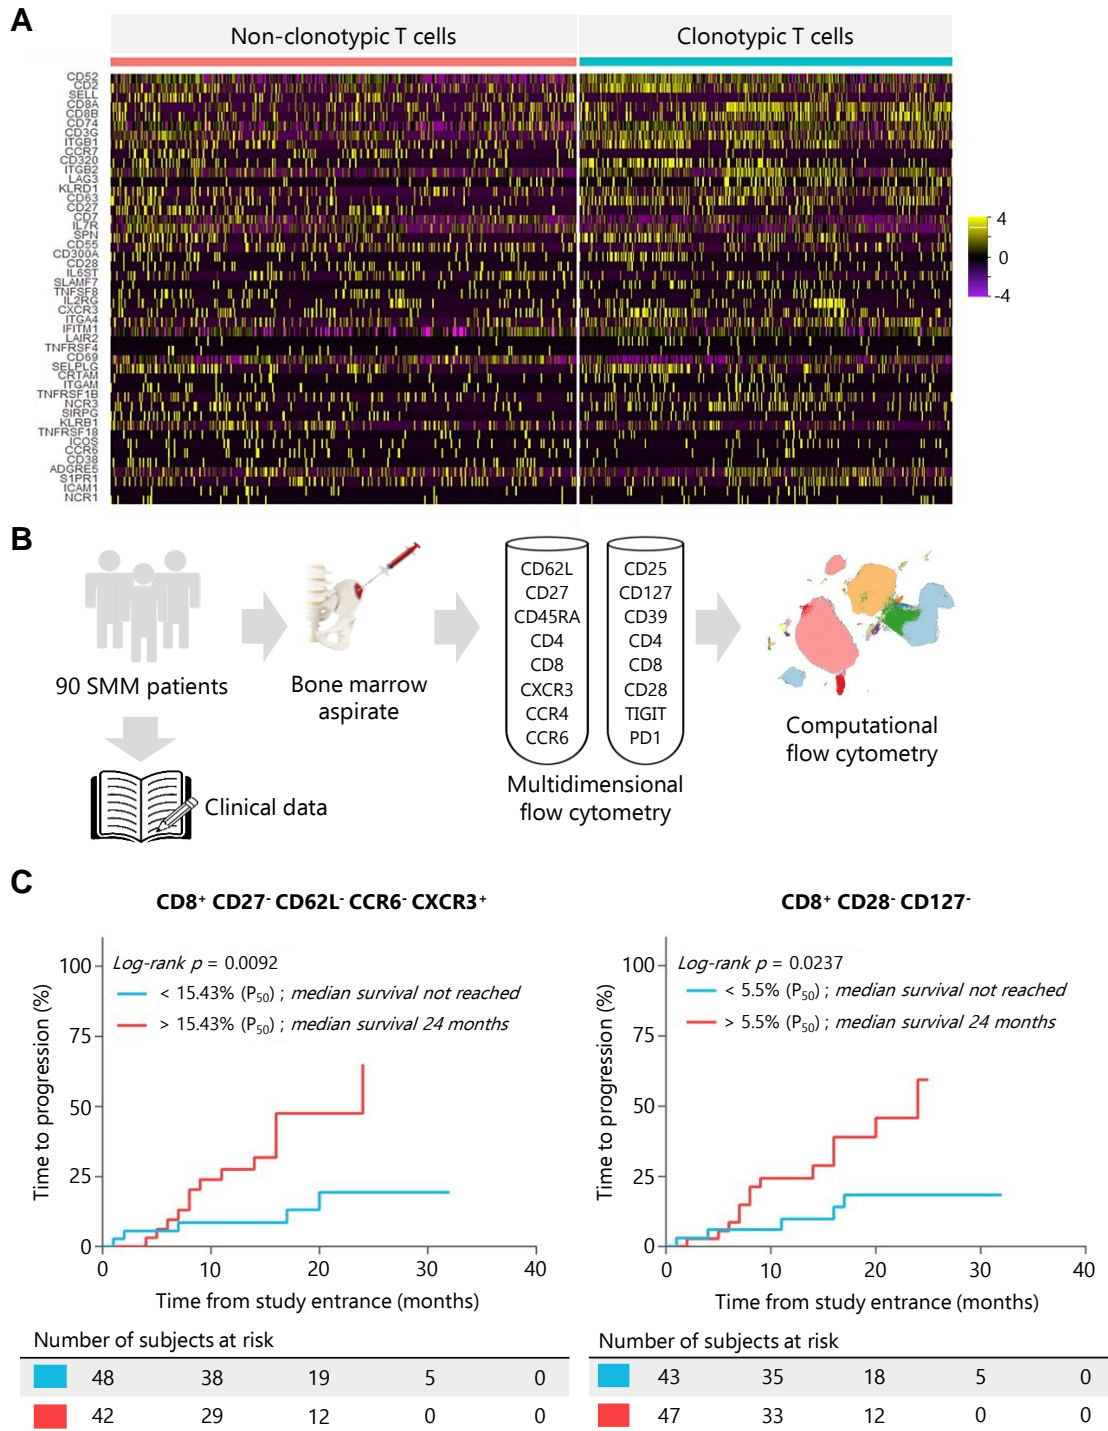 A
Non-clonotypic T cells
Clonotypic T cells
CD52
CD2
SELL
CD8A
CD8B
CD74
CD3G
ITGB1
CCR7
CD320
ITGB2
LAG3
KLRD1
CD63
CD27
CD7
IL7R
SPN
CD55
CD300A
CD28
IL6ST
SLAMF7
TNFSF8
IL2RG
CXCR3
ITGA4
IFITM1
LAIR2
TNFRSF4
CD69
SELPLG
CRTAM
ITGAM
TNFRSF1B
NCR3
SIRPG
KLRB1
TNFRSF18
ICOS
CCR6
CD38
ADGRE5
S1PR1
ICAM1
NCR1
4
0
-4
B
90 SMM patients
Clinical data
Bone marrow
aspirate
CD62L
CD27
CD45RA
CD4
CD8
CXCR3
CCR4
CCR6
CD25
CD127
CD39
CD4
CD8
CD28
TIGIT
PD1
Multidimensional
flow cytometry
Computational
flow cytometry
C
CD8⁺ CD27⁻ CD62L⁻ CCR6⁻ CXCR3⁺
Log-rank p = 0.0092
< 15.43% (P₅₀) ; median survival not reached
> 15.43% (P₅₀) ; median survival 24 months
Time to progression (%)
100
75
50
25
0
0 10 20 30 40
Time from study entrance (months)
Number of subjects at risk
48 38 19 5 0
42 29 12 0 0
CD8⁺ CD28⁻ CD127⁻
Log-rank p = 0.0237
< 5.5% (P₅₀) ; median survival not reached
> 5.5% (P₅₀) ; median survival 24 months
Time to progression (%)
100
75
50
25
0
0 10 20 30 40
Time from study entrance (months)
Number of subjects at risk
43 35 18 5 0
47 33 12 0 0